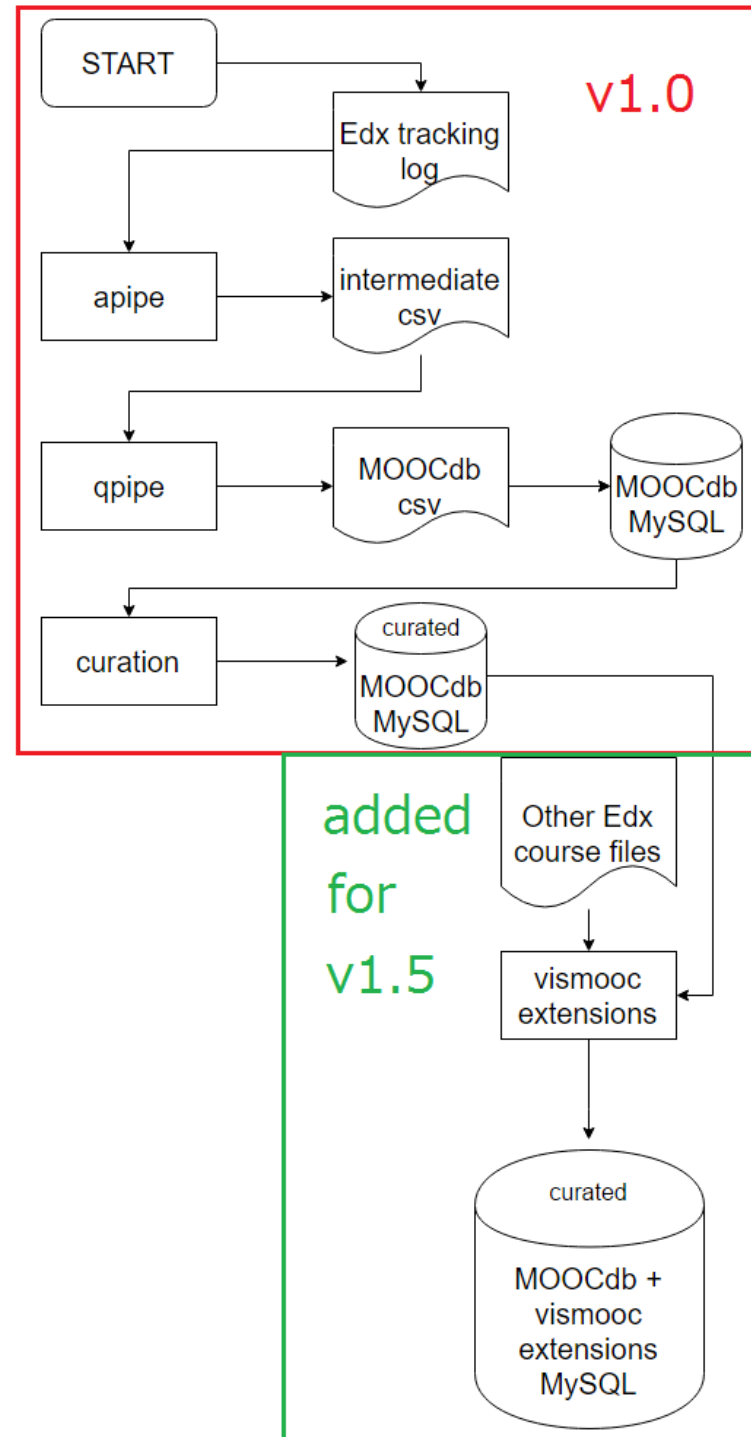 START
v1.0
Edx tracking
log
apipe
intermediate
csv
qpipe
MOOCdb
csv
MOOCdb
MySQL
curation
curated
MOOCdb
MySQL
added
for
v1.5
Other Edx
course files
vismooc
extensions
curated
MOOCdb +
vismooc
extensions
MySQL